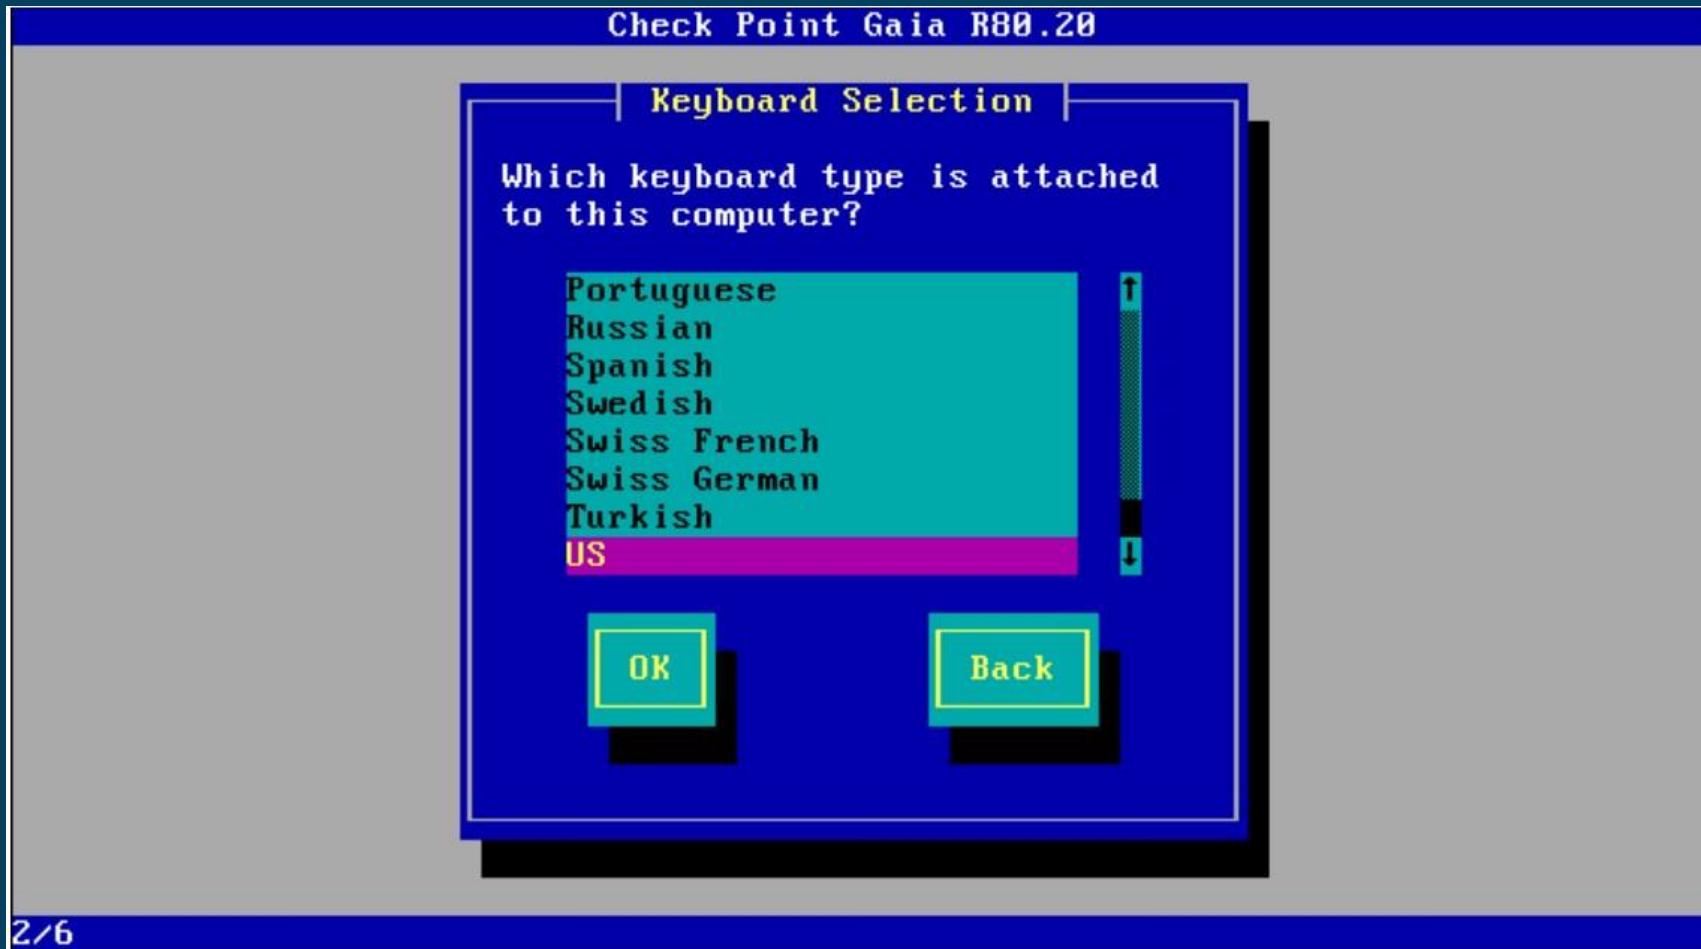 Check Point Gaia R80.20
Keyboard Selection
Which keyboard type is attached
to this computer?
Portuguese
Russian
Spanish
Swedish
Swiss French
Swiss German
Turkish
US
OK
Back
2/6